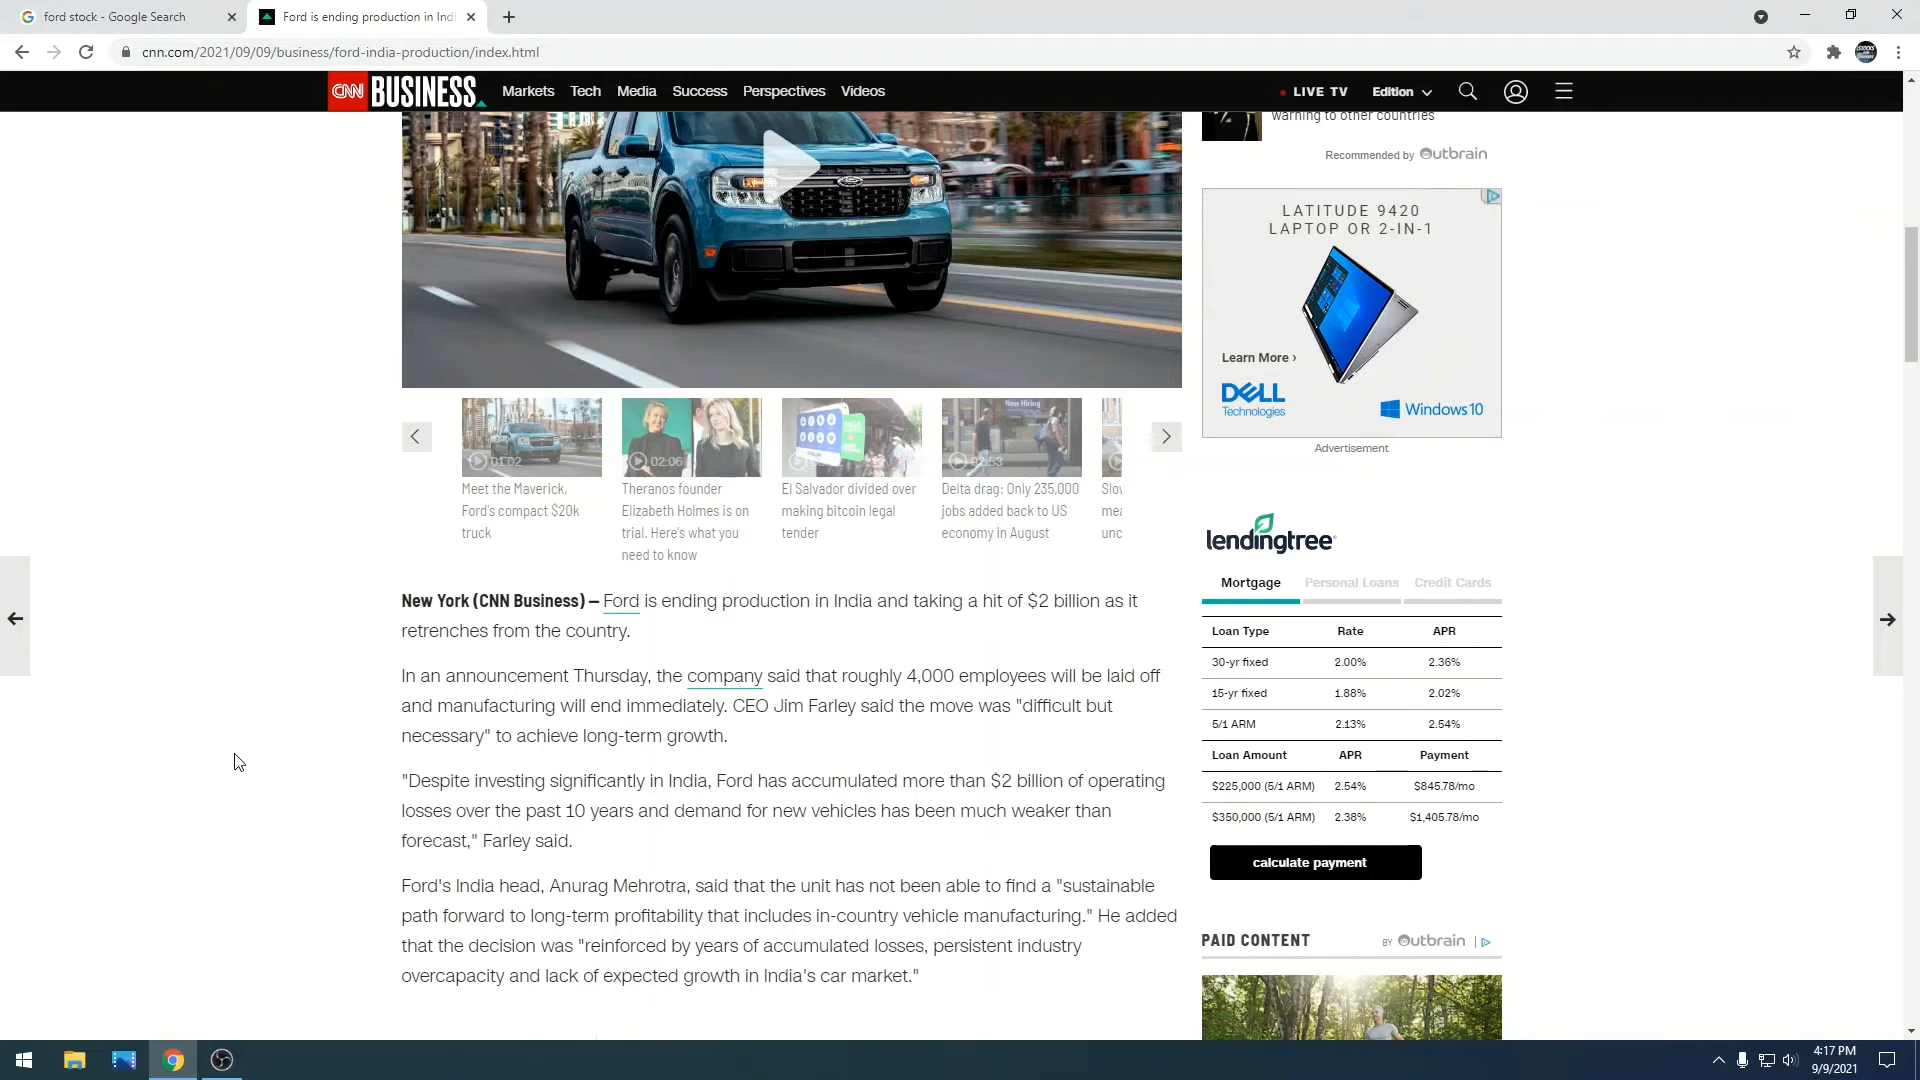 ford stock - Google Search
Ford is ending production in Indi
cnn.com/2021/09/09/business/ford-india-production/index.html
CNN BUSINESS
Markets Tech Media Success Perspectives Videos
LIVE TV Edition
warning to other countries
Recommended by Outbrain
LATITUDE 9420
LAPTOP OR 2-IN-1
Learn More ›
DELL
Technologies
Windows 10
Advertisement
01:02
02:06
Now Hiring
Meet the Maverick,
Ford's compact $20k
truck
Theranos founder
Elizabeth Holmes is on
trial. Here's what you
need to know
El Salvador divided over
making bitcoin legal
tender
Delta drag: Only 235,000
jobs added back to US
economy in August
Slov
mea
unc
New York (CNN Business) — Ford is ending production in India and taking a hit of $2 billion as it
retrenches from the country.
In an announcement Thursday, the company said that roughly 4,000 employees will be laid off
and manufacturing will end immediately. CEO Jim Farley said the move was "difficult but
necessary" to achieve long-term growth.
"Despite investing significantly in India, Ford has accumulated more than $2 billion of operating
losses over the past 10 years and demand for new vehicles has been much weaker than
forecast," Farley said.
Ford's India head, Anurag Mehrotra, said that the unit has not been able to find a "sustainable
path forward to long-term profitability that includes in-country vehicle manufacturing." He added
that the decision was "reinforced by years of accumulated losses, persistent industry
overcapacity and lack of expected growth in India's car market."
lendingtree
Mortgage Personal Loans Credit Cards
Loan Type Rate APR
30-yr fixed 2.00% 2.36%
15-yr fixed 1.88% 2.02%
5/1 ARM 2.13% 2.54%
Loan Amount APR Payment
$225,000 (5/1 ARM) 2.54% $845.78/mo
$350,000 (5/1 ARM) 2.38% $1,405.78/mo
calculate payment
PAID CONTENT BY Outbrain
4:17 PM
9/9/2021